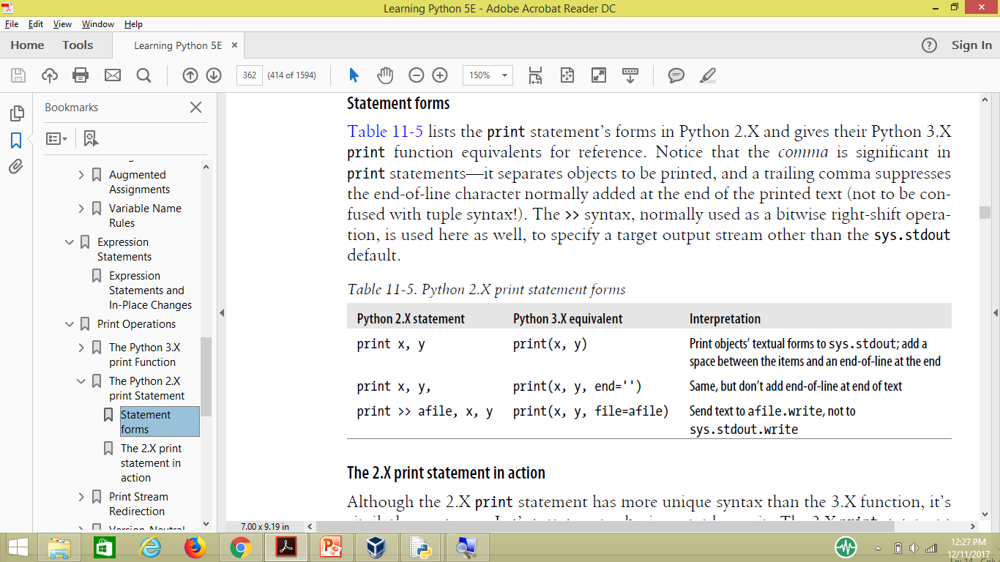 Learning Python 5E - Adobe Acrobat Reader DC
File Edit View Window Help
Home Tools Learning Python 5E × Sign In
362 (414 of 1594) 150%
Bookmarks
Augmented
Assignments
Variable Name
Rules
Expression
Statements
Expression
Statements and
In-Place Changes
Print Operations
The Python 3.X
print Function
The Python 2.X
print Statement
Statement
forms
The 2.X print
statement in
action
Print Stream
Redirection
Version-Neutral
Statement forms
Table 11-5 lists the print statement’s forms in Python 2.X and gives their Python 3.X
print function equivalents for reference. Notice that the comma is significant in
print statements—it separates objects to be printed, and a trailing comma suppresses
the end-of-line character normally added at the end of the printed text (not to be con-
fused with tuple syntax!). The >> syntax, normally used as a bitwise right-shift opera-
tion, is used here as well, to specify a target output stream other than the sys.stdout
default.
Table 11-5. Python 2.X print statement forms
Python 2.X statement Python 3.X equivalent Interpretation
print x, y print(x, y) Print objects’ textual forms to sys.stdout; add a
space between the items and an end-of-line at the end
print x, y, print(x, y, end='') Same, but don’t add end-of-line at end of text
print >> afile, x, y print(x, y, file=afile) Send text to afile.write, not to
sys.stdout.write
The 2.X print statement in action
Although the 2.X print statement has more unique syntax than the 3.X function, it’s
7.00 x 9.19 in
12:27 PM
12/11/2017